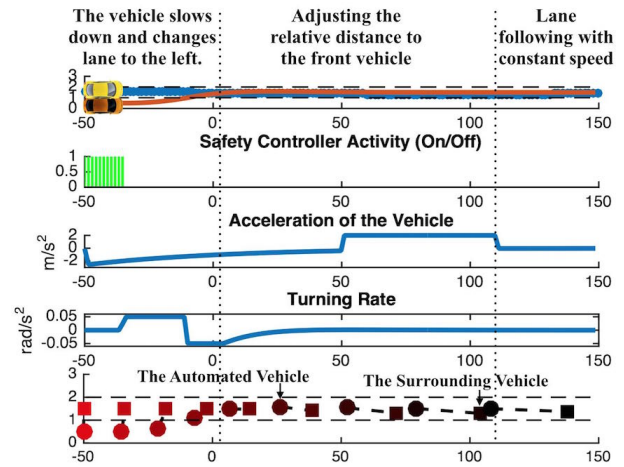 The vehicle slows
down and changes
lane to the left.
Adjusting the
relative distance to
the front vehicle
Lane
following with
constant speed
3
2
1
0
-50 0 50 100 150
Safety Controller Activity (On/Off)
1
0.5
0
-50 0 50 100 150
Acceleration of the Vehicle
m/s²
2
0
-2
-50 0 50 100 150
Turning Rate
rad/s²
0.05
0
-0.05
-50 0 50 100 150
The Automated Vehicle
The Surrounding Vehicle
3
2
1
0
-50 0 50 100 150